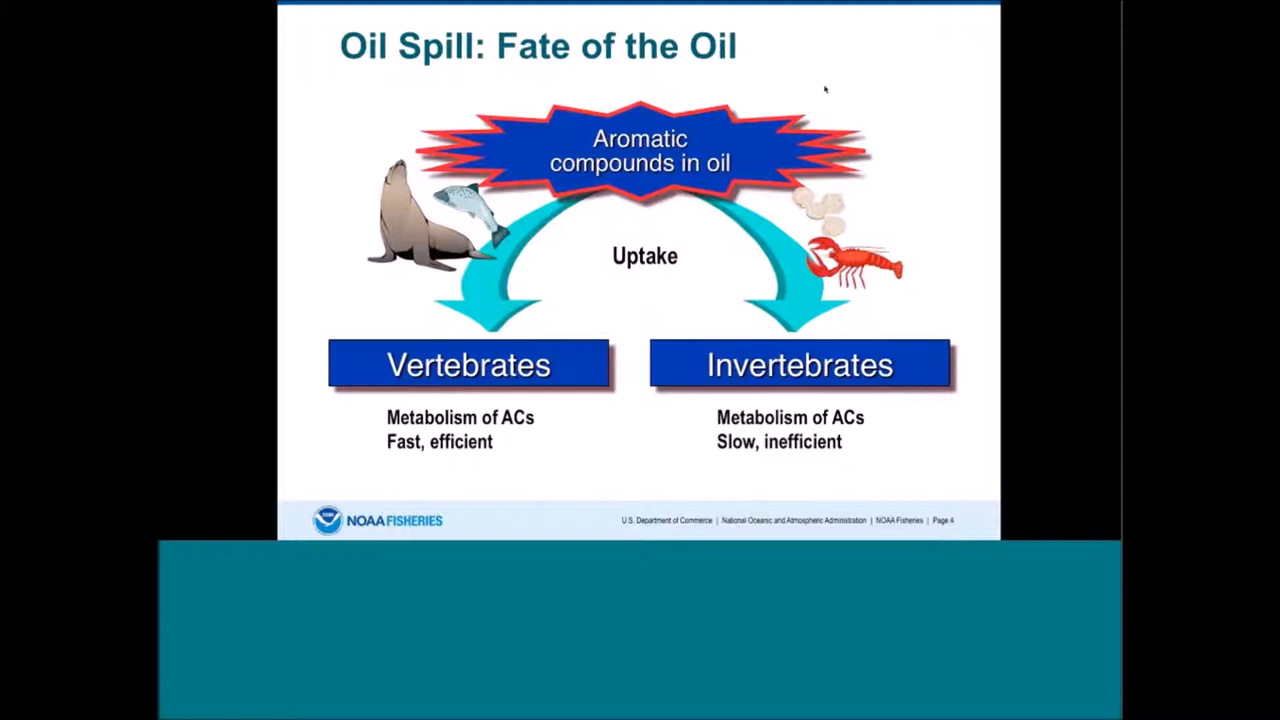 Oil Spill: Fate of the Oil
Aromatic
compounds in oil
Uptake
Vertebrates
Invertebrates
Metabolism of ACs
Fast, efficient
Metabolism of ACs
Slow, inefficient
NOAA FISHERIES
U.S. Department of Commerce | National Oceanic and Atmospheric Administration | NOAA Fisheries | Page 4